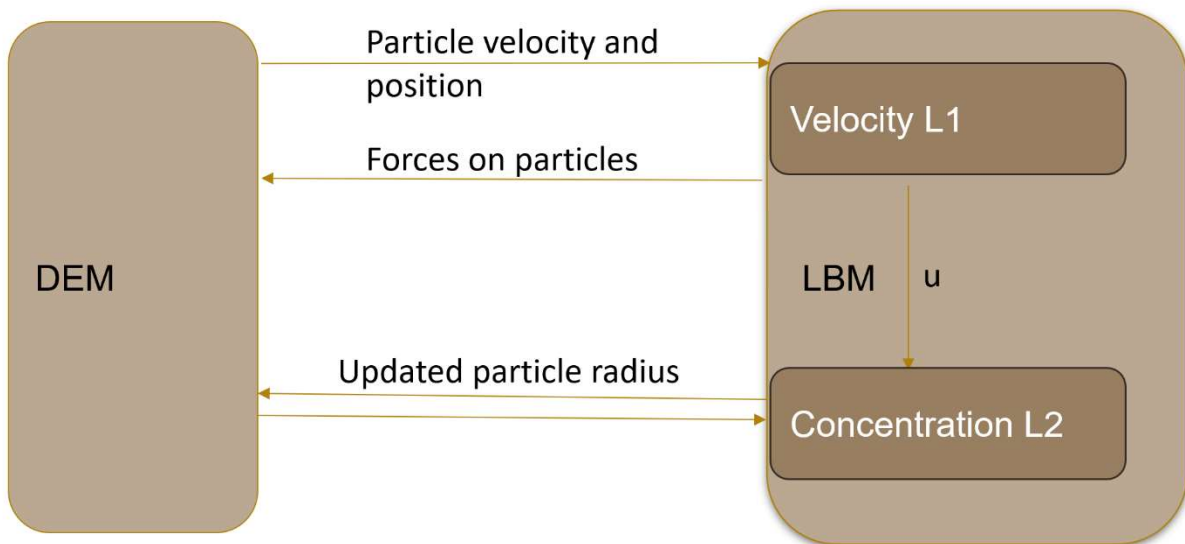 Particle velocity and
position
Velocity L1
Forces on particles
DEM
LBM
u
Updated particle radius
Concentration L2